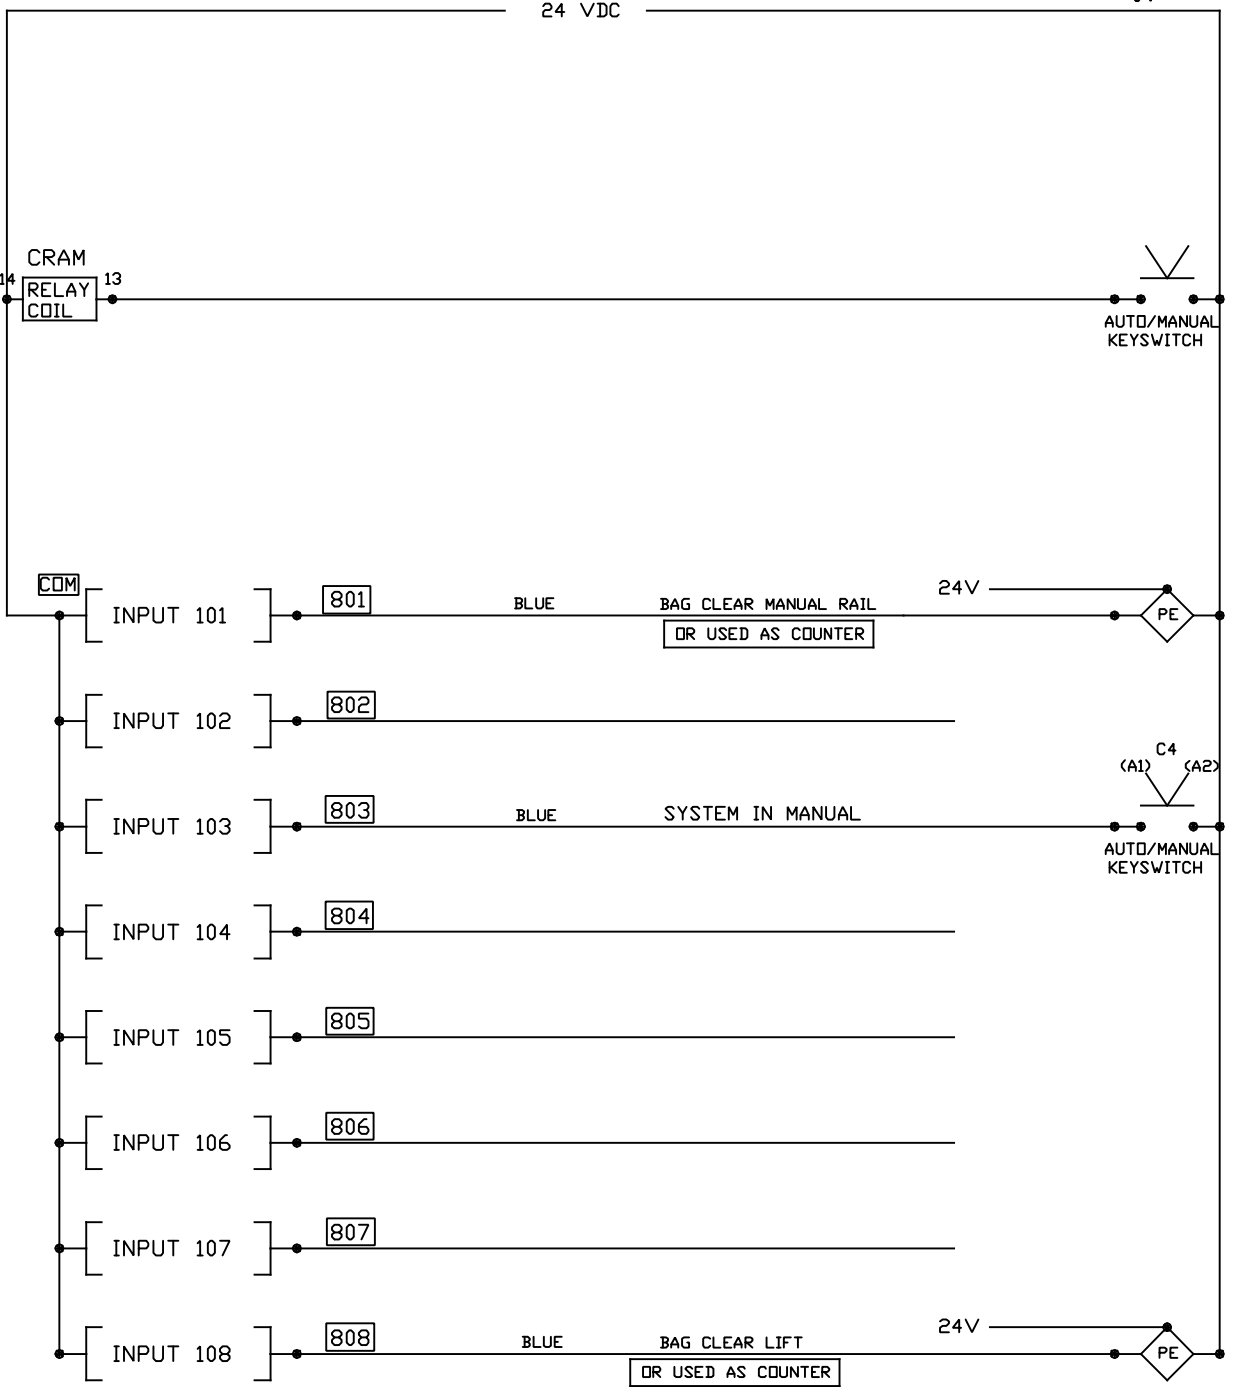 24 VDC
CRAM
14
13
RELAY
COIL
AUTO/MANUAL
KEYSWITCH
COM
INPUT 101
801
BLUE
BAG CLEAR MANUAL RAIL
OR USED AS COUNTER
24V
PE
INPUT 102
802
C4
(A1) (A2)
INPUT 103
803
BLUE
SYSTEM IN MANUAL
AUTO/MANUAL
KEYSWITCH
INPUT 104
804
INPUT 105
805
INPUT 106
806
INPUT 107
807
INPUT 108
808
BLUE
BAG CLEAR LIFT
OR USED AS COUNTER
24V
PE